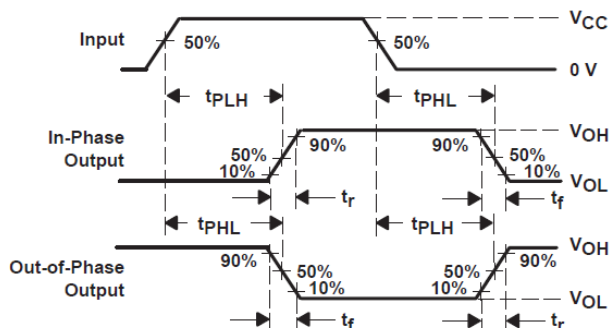 VCC
Input
50%
50%
0 V
tPLH
tPHL
In-Phase
Output
90%
90%
VOH
50%
10%
50%
10%
VOL
tr
tf
tPHL
tPLH
Out-of-Phase
Output
90%
90%
VOH
50%
10%
50%
10%
VOL
tf
tr